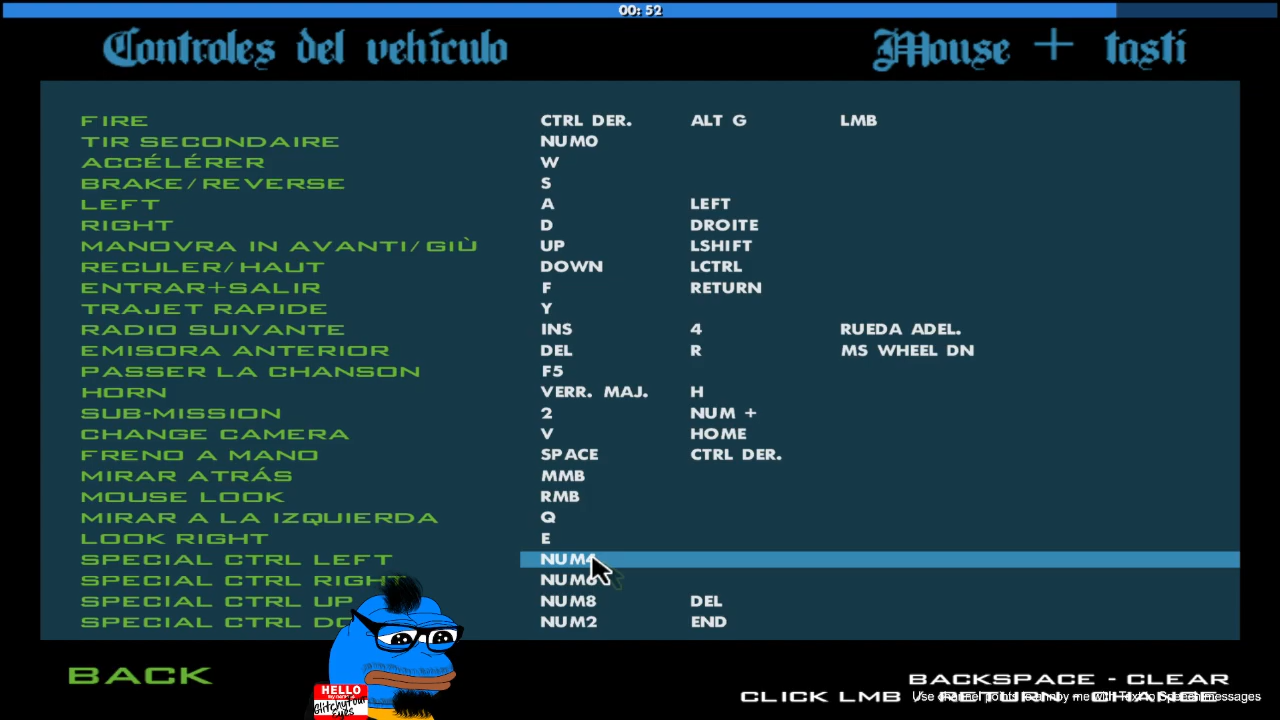 00:52
Controles del vehículo Mouse + tasti
FIRE CTRL DER. ALT G LMB
TIR SECONDAIRE NUM0
ACCÉLÉRER W
BRAKE/REVERSE S
LEFT A LEFT
RIGHT D DROITE
MANOVRA IN AVANTI/GIÙ UP LSHIFT
RECULER/HAUT DOWN LCTRL
ENTRAR+SALIR F RETURN
TRAJET RAPIDE Y
RADIO SUIVANTE INS 4 RUEDA ADEL.
EMISORA ANTERIOR DEL R MS WHEEL DN
PASSER LA CHANSON F5
HORN VERR. MAJ. H
SUB-MISSION 2 NUM +
CHANGE CAMERA V HOME
FRENO A MANO SPACE CTRL DER.
MIRAR ATRÁS MMB
MOUSE LOOK RMB
MIRAR A LA IZQUIERDA Q
LOOK RIGHT E
SPECIAL CTRL LEFT
SPECIAL CTRL RIGHT
SPECIAL CTRL UP NUM8 DEL
SPECIAL CTRL NUM2 END
BACK
BACKSPACE - CLEAR
CLICK LMB /
HELLO